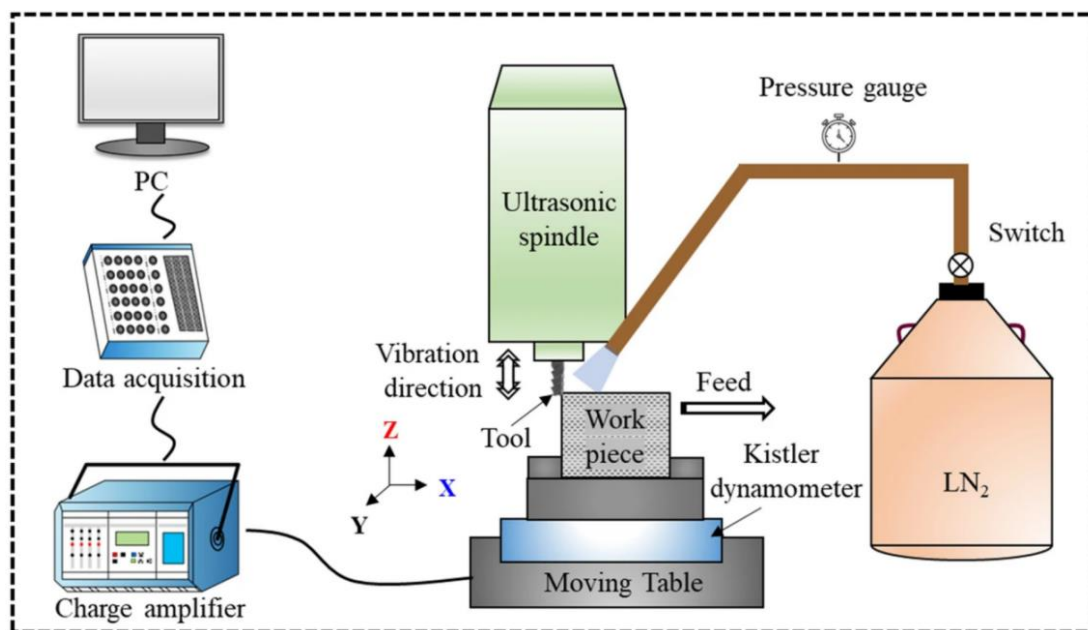 PC
Data acquisition
Charge amplifier
Ultrasonic
spindle
Vibration
direction
Tool
Z
X
Y
Work
piece
Feed
Kistler
dynamometer
Moving Table
Pressure gauge
Switch
LN₂